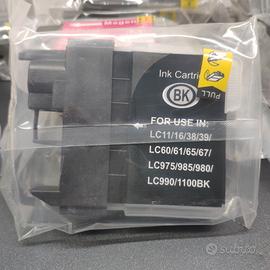 Magen
Ink Cartric
BK
PULL
FOR USE IN:
LC11/16/38/39/
LC60/61/65/67/
LC975/985/980/
LC990/1100BK
subito